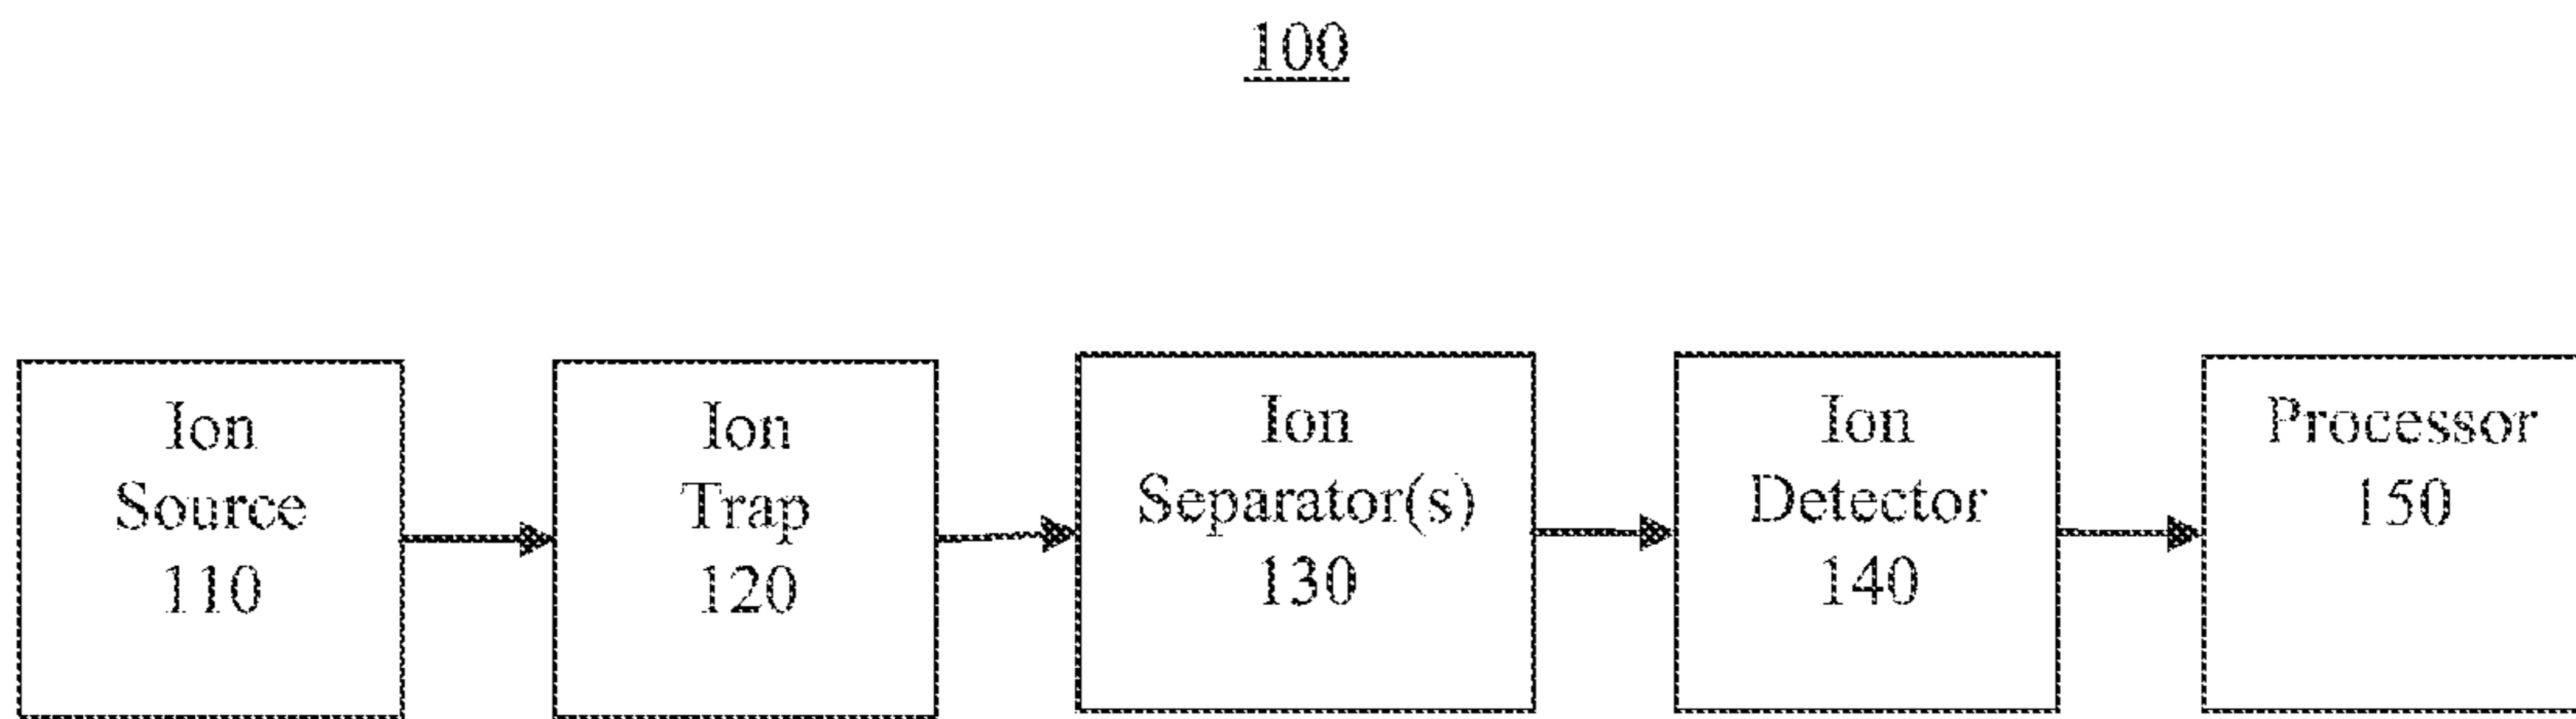 100
Ion
Source
110
Ion
Trap
120
Ion
Separator(s)
130
Ion
Detector
140
Processor
150